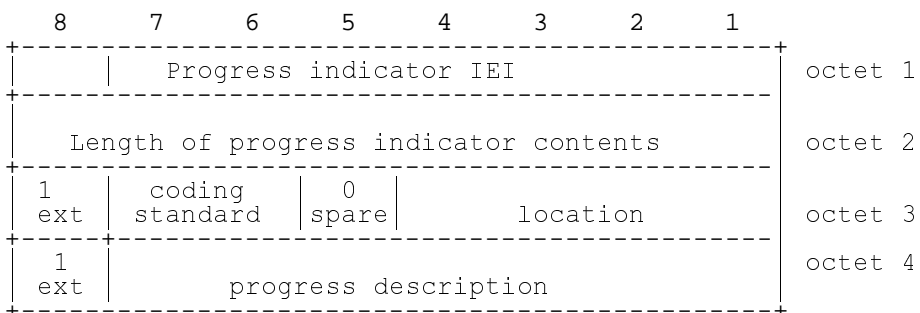 8 7 6 5 4 3 2 1
Progress indicator IEI octet 1
Length of progress indicator contents octet 2
1 coding 0
ext standard spare location octet 3
1 octet 4
ext progress description